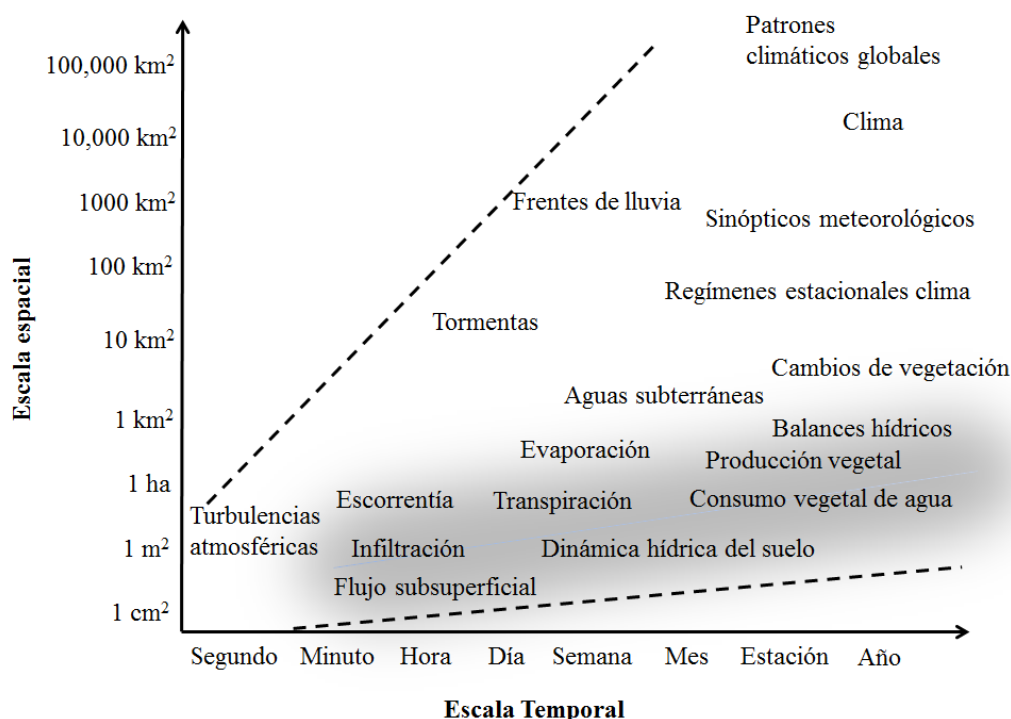 Patrones
climáticos globales
100,000 km²
Clima
10,000 km²
Frentes de lluvia
1000 km²
Sinópticos meteorológicos
100 km²
Regímenes estacionales clima
Tormentas
10 km²
Cambios de vegetación
Aguas subterráneas
1 km²
Balances hídricos
Evaporación
Producción vegetal
1 ha
Escorrentía
Transpiración
Consumo vegetal de agua
Turbulencias
atmosféricas
1 m²
Infiltración
Dinámica hídrica del suelo
Flujo subsuperficial
1 cm²
Escala espacial
Segundo Minuto Hora Día Semana Mes Estación Año
Escala Temporal